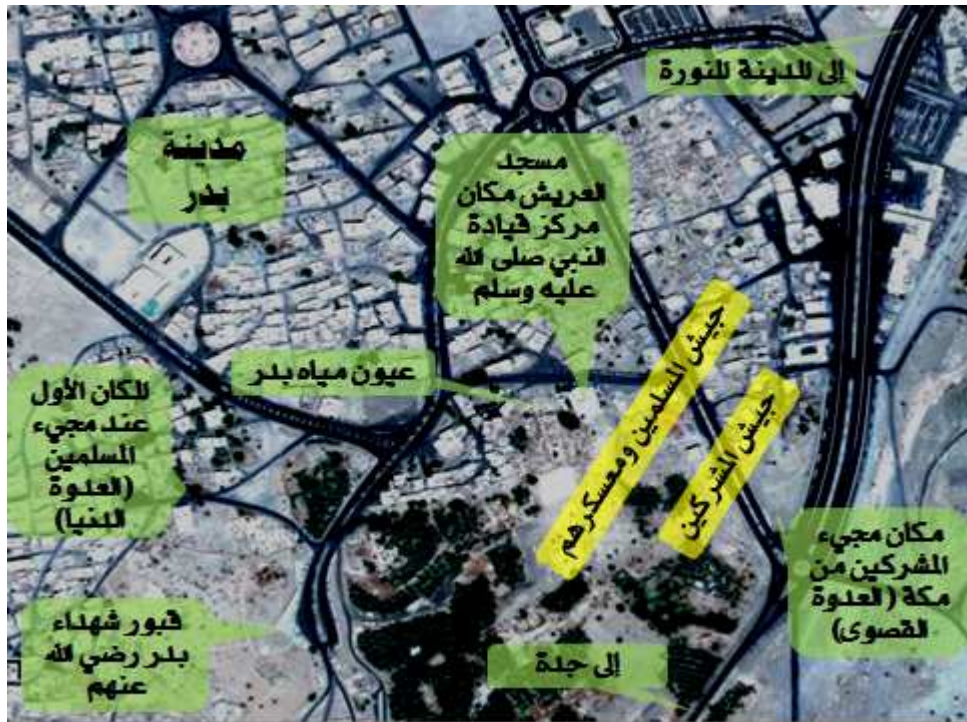 إلى المدينة المنورة
مدينة
بدر
مسجد
العريش مكان
مركز قيادة
النبي صلى الله
عليه وسلم
جيش المسلمين ومعسكرهم
جيش المشركين
عيون مياه بدر
المكان الأول
عند مجيء
المسلمين
(العدوة
الدنيا)
مكان مجيء
المشركين من
مكة (العدوة
القصوى)
قبور شهداء
بدر رضي الله
عنهم
إلى جدة